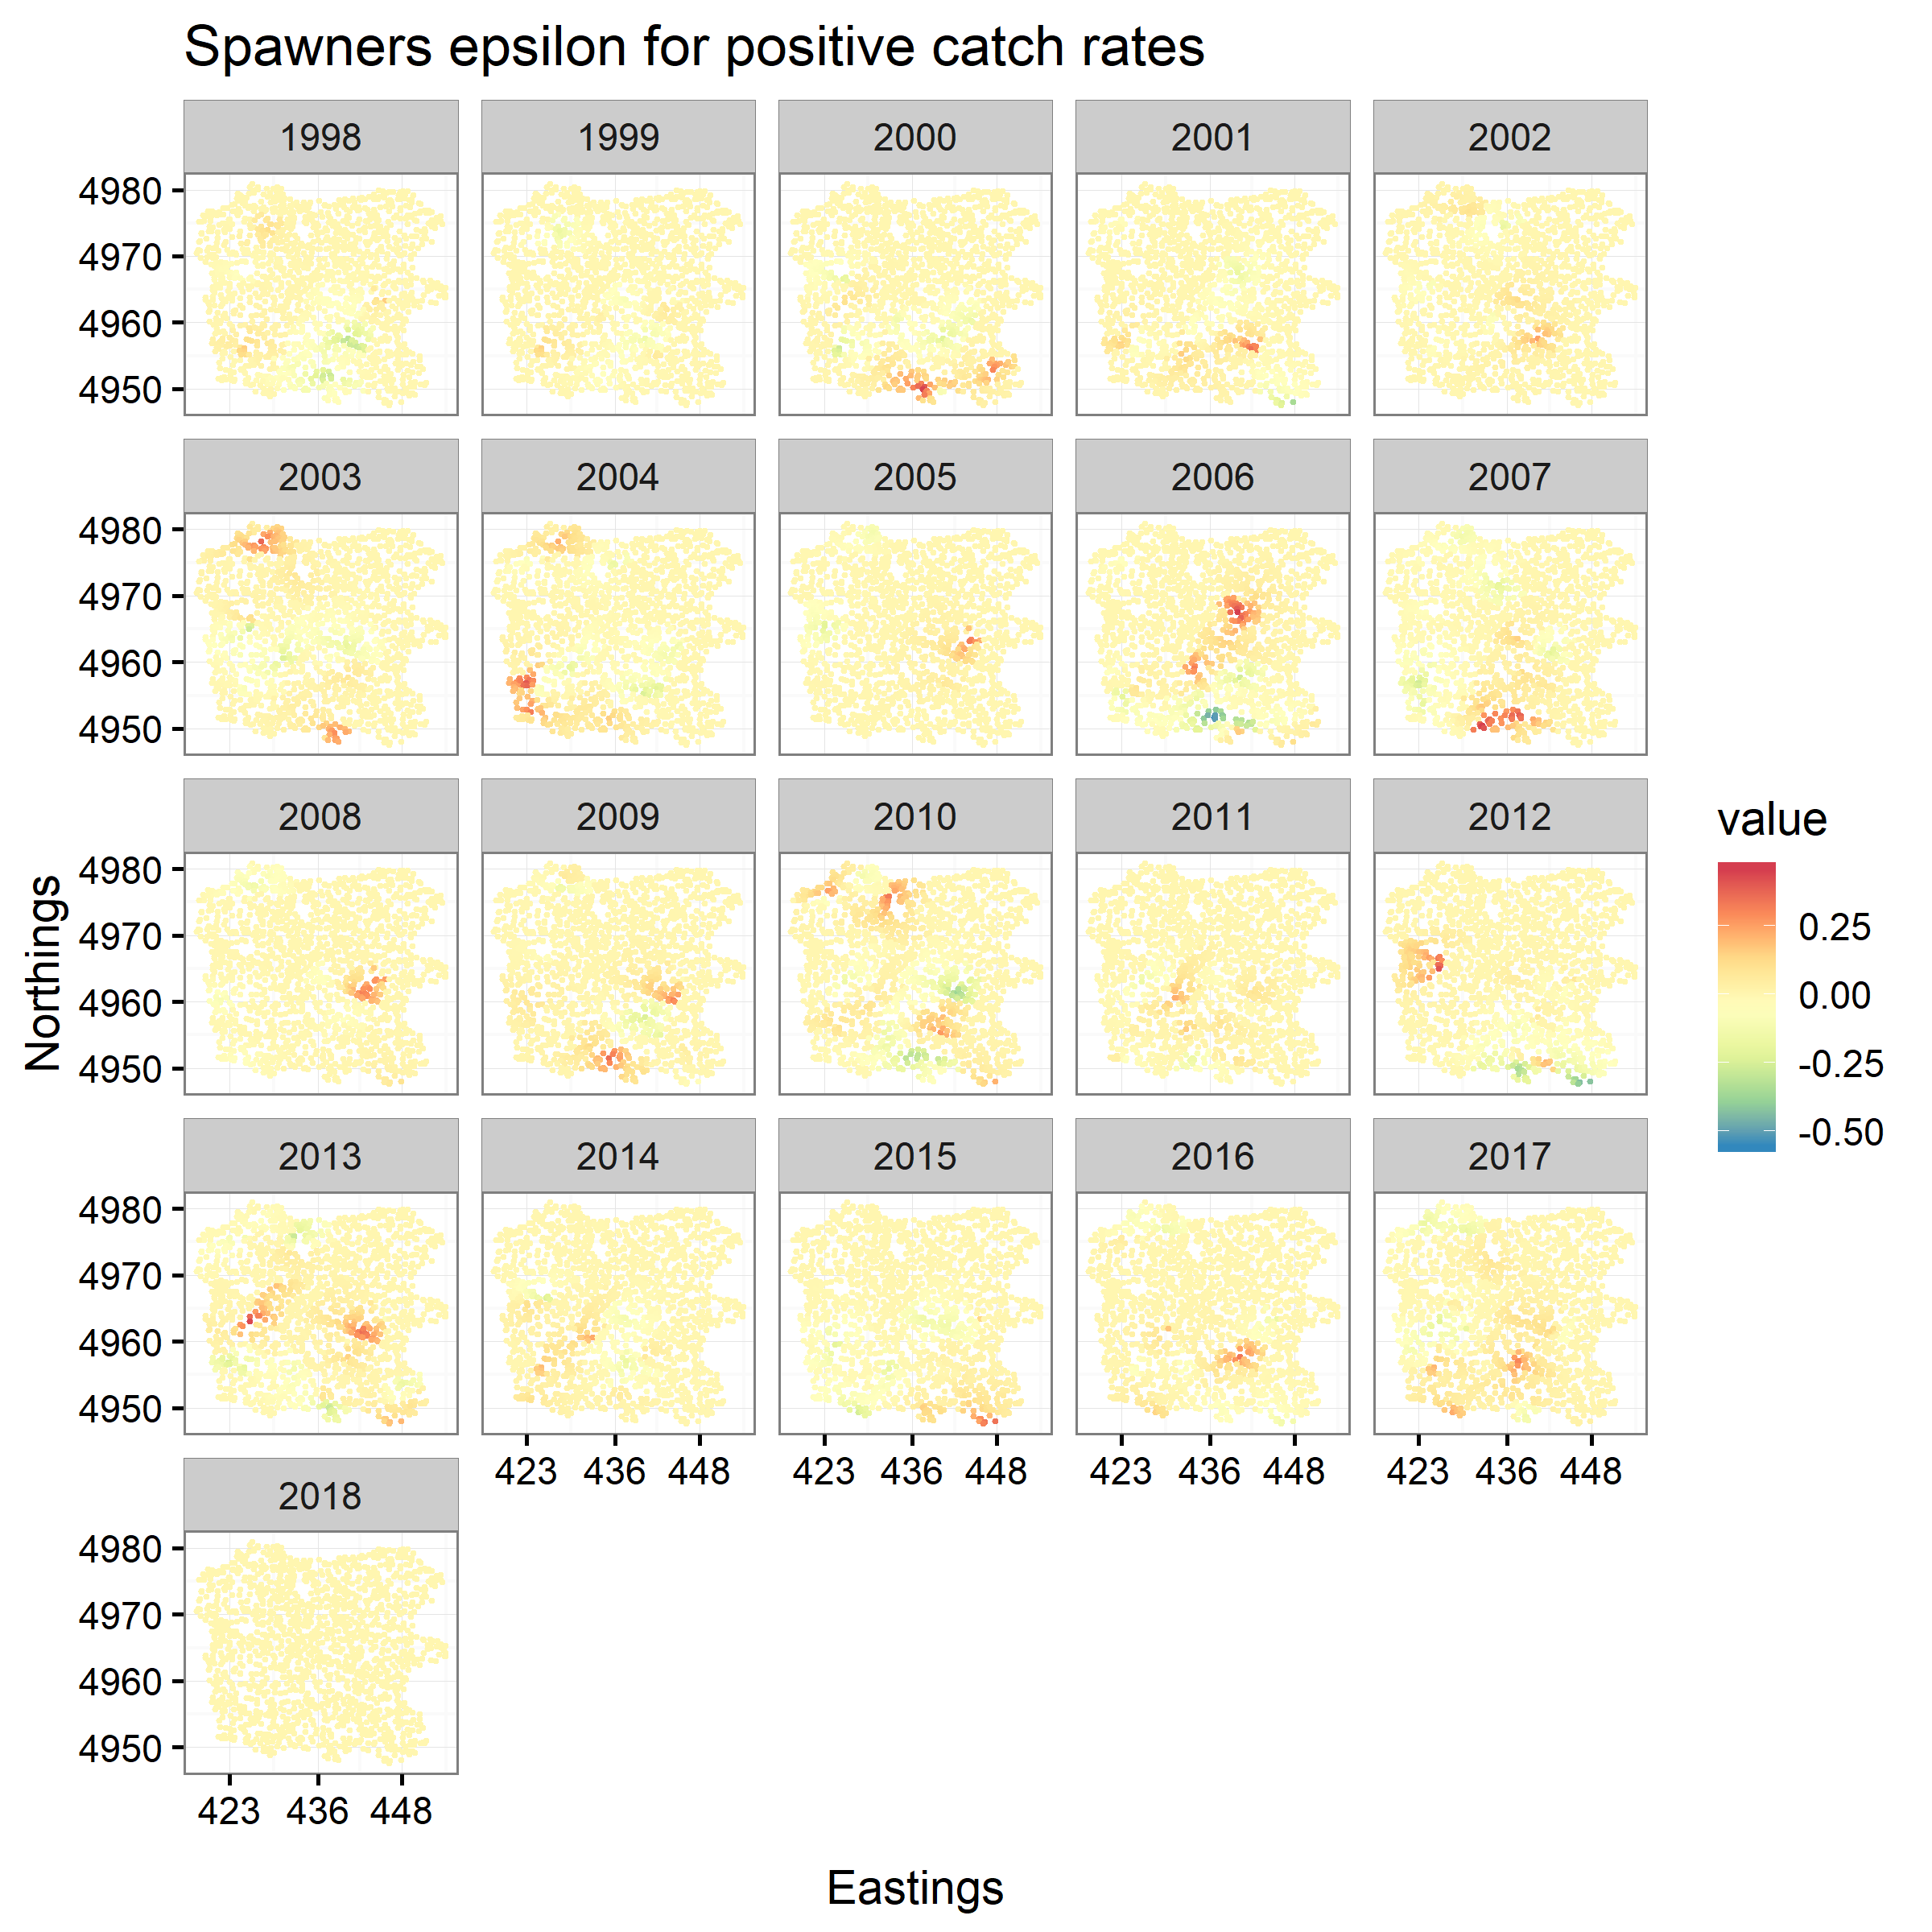 Spawners epsilon for positive catch rates
1998 1999 2000 2001 2002
4980
4970
4960
4950
2003 2004 2005 2006 2007
4980
4970
4960
4950
2008 2009 2010 2011 2012
4980
4970
4960
4950
2013 2014 2015 2016 2017
4980
4970
4960
4950
423 436 448 423 436 448 423 436 448 423 436 448
2018
4980
4970
4960
4950
423 436 448
Eastings
Northings
value
0.25
0.00
-0.25
-0.50